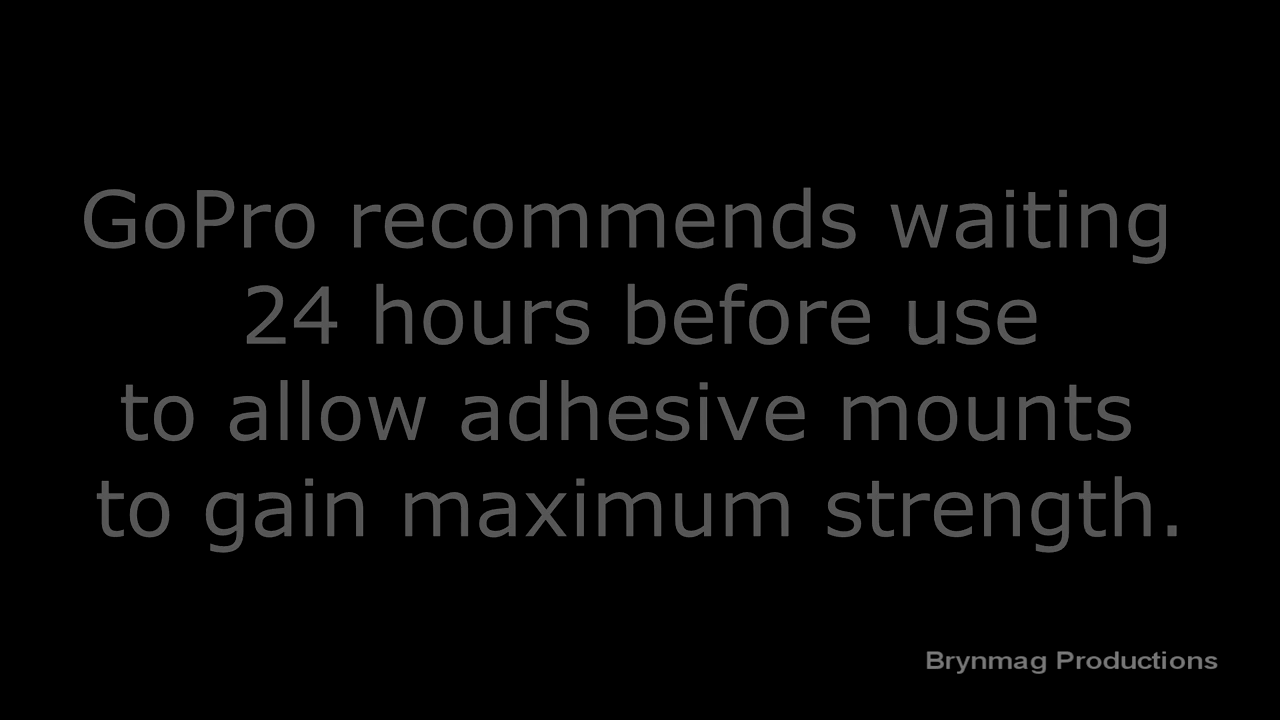 GoPro recommends waiting
24 hours before use
to allow adhesive mounts
to gain maximum strength.
Brynmag Productions